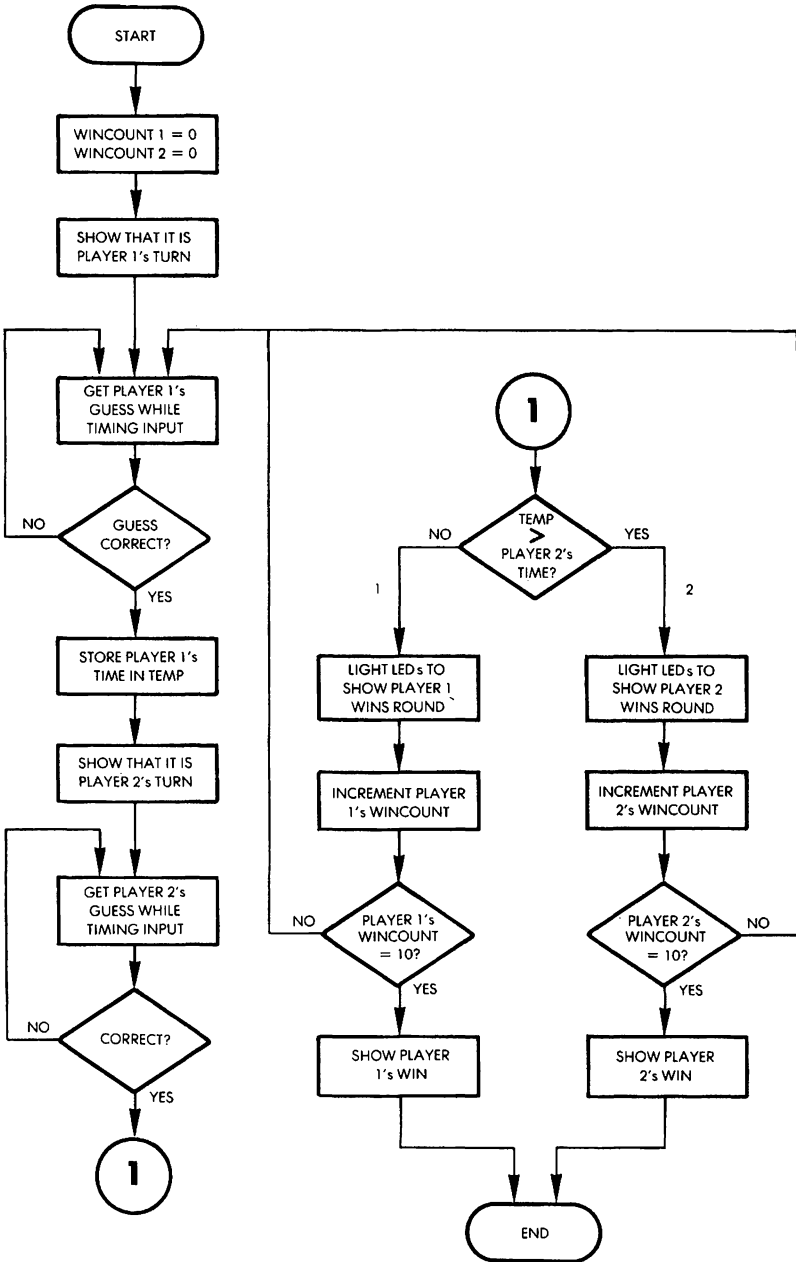 START
WINCOUNT 1 = 0
WINCOUNT 2 = 0
SHOW THAT IT IS
PLAYER 1's TURN
GET PLAYER 1's
GUESS WHILE
TIMING INPUT
NO
GUESS
CORRECT?
YES
STORE PLAYER 1's
TIME IN TEMP
SHOW THAT IT IS
PLAYER 2's TURN
GET PLAYER 2's
GUESS WHILE
TIMING INPUT
NO
CORRECT?
YES
1
1
TEMP
>
PLAYER 2's
TIME?
NO
YES
1
2
LIGHT LEDs TO
SHOW PLAYER 1
WINS ROUND
INCREMENT PLAYER
1's WINCOUNT
NO
PLAYER 1's
WINCOUNT
= 10?
YES
SHOW PLAYER
1's WIN
LIGHT LEDs TO
SHOW PLAYER 2
WINS ROUND
INCREMENT PLAYER
2's WINCOUNT
PLAYER 2's
WINCOUNT
= 10?
NO
YES
SHOW PLAYER
2's WIN
END